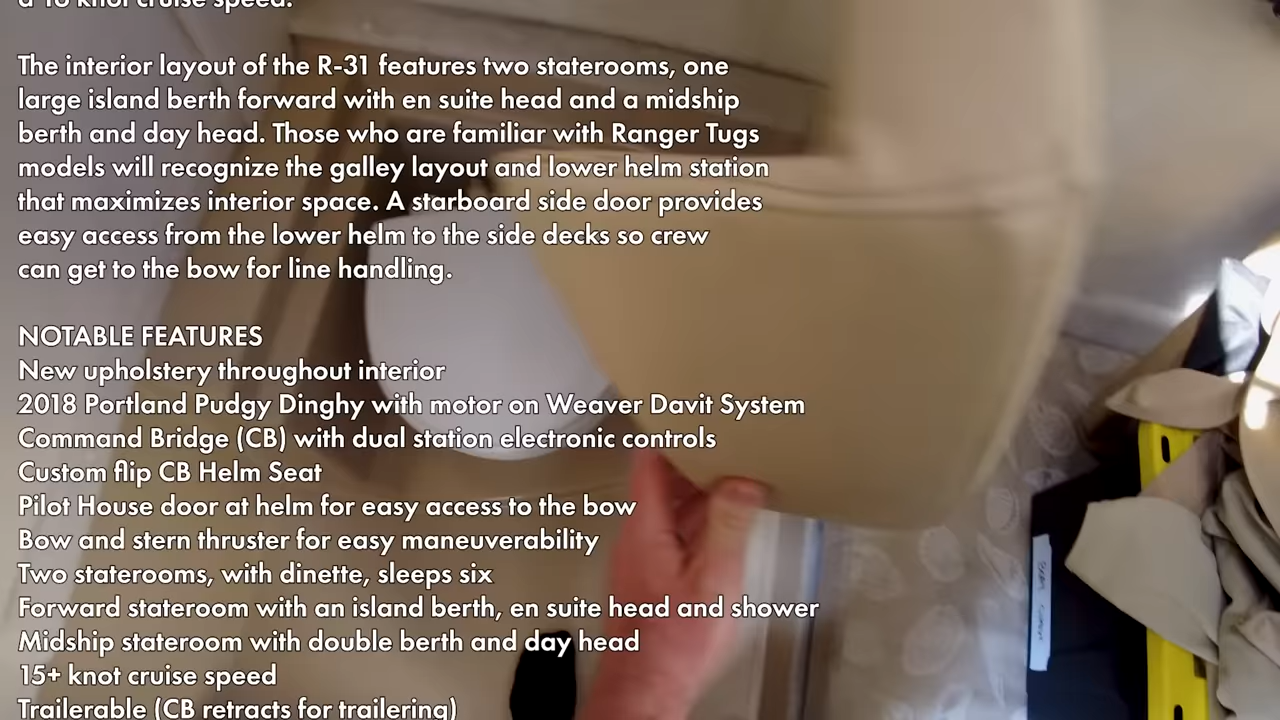 a 16 knot cruise speed.
The interior layout of the R-31 features two staterooms, one
large island berth forward with en suite head and a midship
berth and day head. Those who are familiar with Ranger Tugs
models will recognize the galley layout and lower helm station
that maximizes interior space. A starboard side door provides
easy access from the lower helm to the side decks so crew
can get to the bow for line handling.
NOTABLE FEATURES
New upholstery throughout interior
2018 Portland Pudgy Dinghy with motor on Weaver Davit System
Command Bridge (CB) with dual station electronic controls
Custom flip CB Helm Seat
Pilot House door at helm for easy access to the bow
Bow and stern thruster for easy maneuverability
Two staterooms, with dinette, sleeps six
Forward stateroom with an island berth, en suite head and shower
Midship stateroom with double berth and day head
15+ knot cruise speed
Trailerable (CB retracts for trailering)